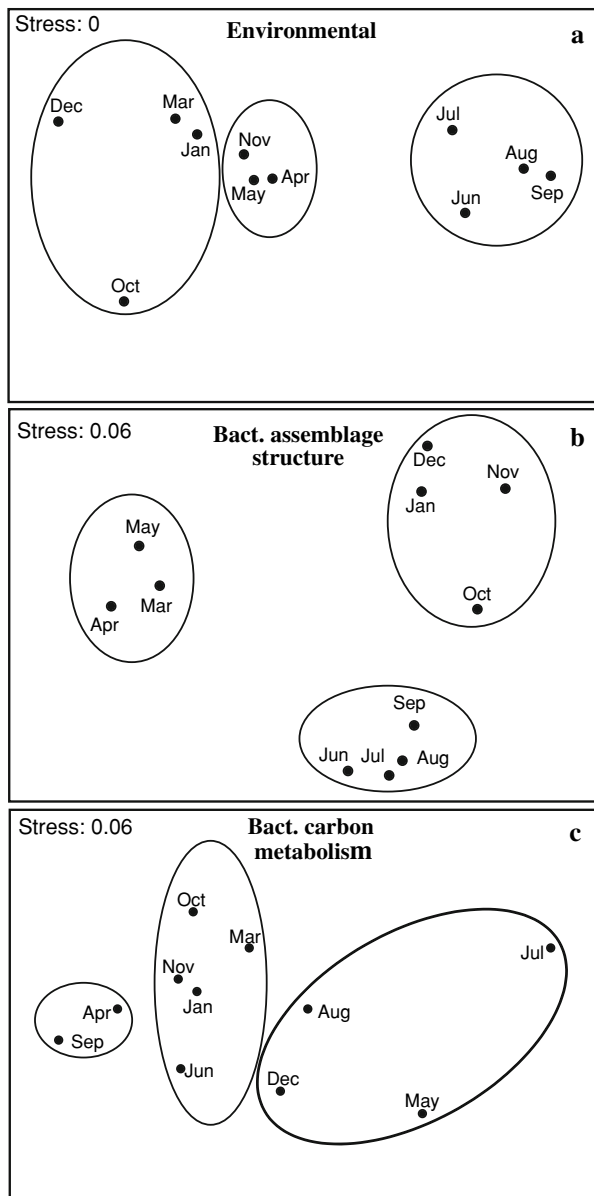 Stress: 0
Environmental
a
Dec
Mar
Jan
Nov
May
Apr
Jul
Aug
Sep
Jun
Oct
Stress: 0.06
Bact. assemblage
structure
b
Dec
Nov
Jan
May
Mar
Apr
Oct
Sep
Jun
Jul
Aug
Stress: 0.06
Bact. carbon
metabolism
c
Oct
Mar
Jul
Nov
Jan
Apr
Aug
Sep
Jun
Dec
May